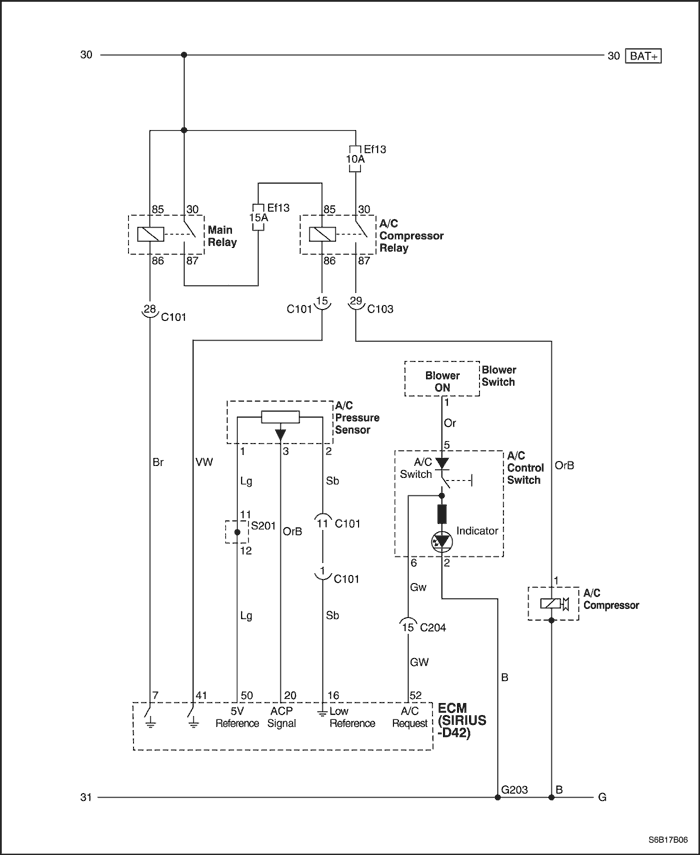 30
30 BAT+
Ef13
10A
85 30
Ef13
15A
85 30
Main
Relay
A/C
Compressor
Relay
86 87
86 87
28 C101
C101 15
29 C103
Blower
ON
Blower
Switch
1
Or
A/C
Pressure
Sensor
1 3 2
5
A/C
Switch
A/C
Control
Switch
Br
VW
Lg
Sb
OrB
11
S201
12
OrB
11 C101
Indicator
6 2
1 C101
Gw
1
A/C
Compressor
Lg
Sb
15 C204
GW
B
7 41 50 20 16 52
5V
Reference
ACP
Signal
Low
Reference
A/C
Request
ECM
(SIRIUS
-D42)
31
G203
B
G
S6B17B06